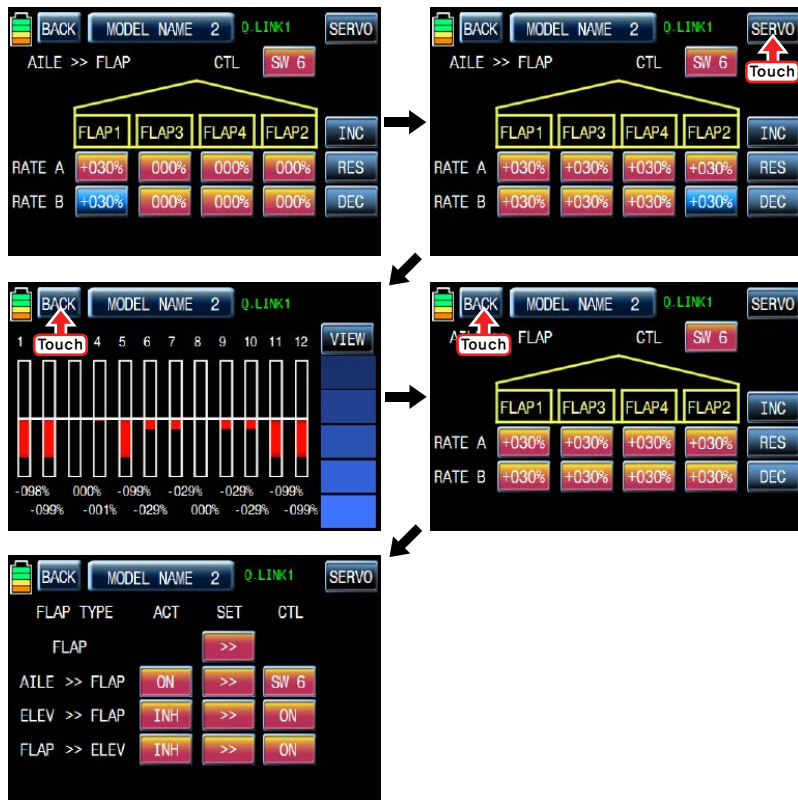 BACK MODEL NAME 2 Q.LINK1 SERVO
AILE >> FLAP CTL SW 6
FLAP1 FLAP3 FLAP4 FLAP2 INC
RATE A +030% 000% 000% 000% RES
RATE B +030% 000% 000% 000% DEC
BACK MODEL NAME 2 Q.LINK1 SERVO
Touch
AILE >> FLAP CTL SW 6
FLAP1 FLAP3 FLAP4 FLAP2 INC
RATE A +030% +030% +030% +030% RES
RATE B +030% +030% +030% +030% DEC
BACK MODEL NAME 2 Q.LINK1
Touch
1 4 5 6 7 8 9 10 11 12 VIEW
-098% 000% -099% -029% -029% -099%
-099% -001% -029% 000% -029% -099%
BACK MODEL NAME 2 Q.LINK1 SERVO
Touch
FLAP CTL SW 6
FLAP1 FLAP3 FLAP4 FLAP2 INC
RATE A +030% +030% +030% +030% RES
RATE B +030% +030% +030% +030% DEC
BACK MODEL NAME 2 Q.LINK1 SERVO
FLAP TYPE ACT SET CTL
FLAP >>
AILE >> FLAP ON >> SW 6
ELEV >> FLAP INH >> ON
FLAP >> ELEV INH >> ON